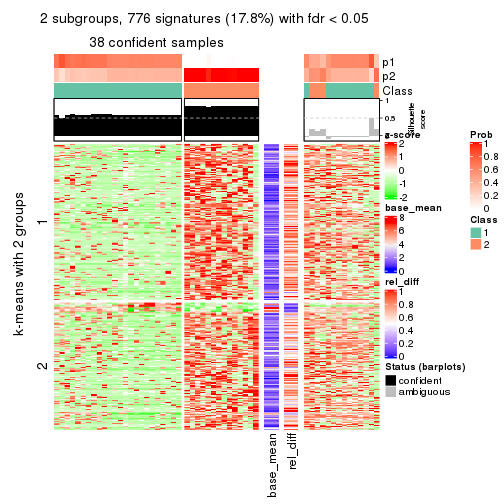 2 subgroups, 776 signatures (17.8%) with fdr < 0.05
38 confident samples
p1
p2
Class
1
0.5
0
Silhouette
score
k-means with 2 groups
1
2
base_mean
rel_diff
z-score
2
1
0
-1
-2
base_mean
8
6
4
2
0
rel_diff
1
0.8
0.6
0.4
0.2
0
Status (barplots)
confident
ambiguous
Prob
1
0.8
0.6
0.4
0.2
0
Class
1
2